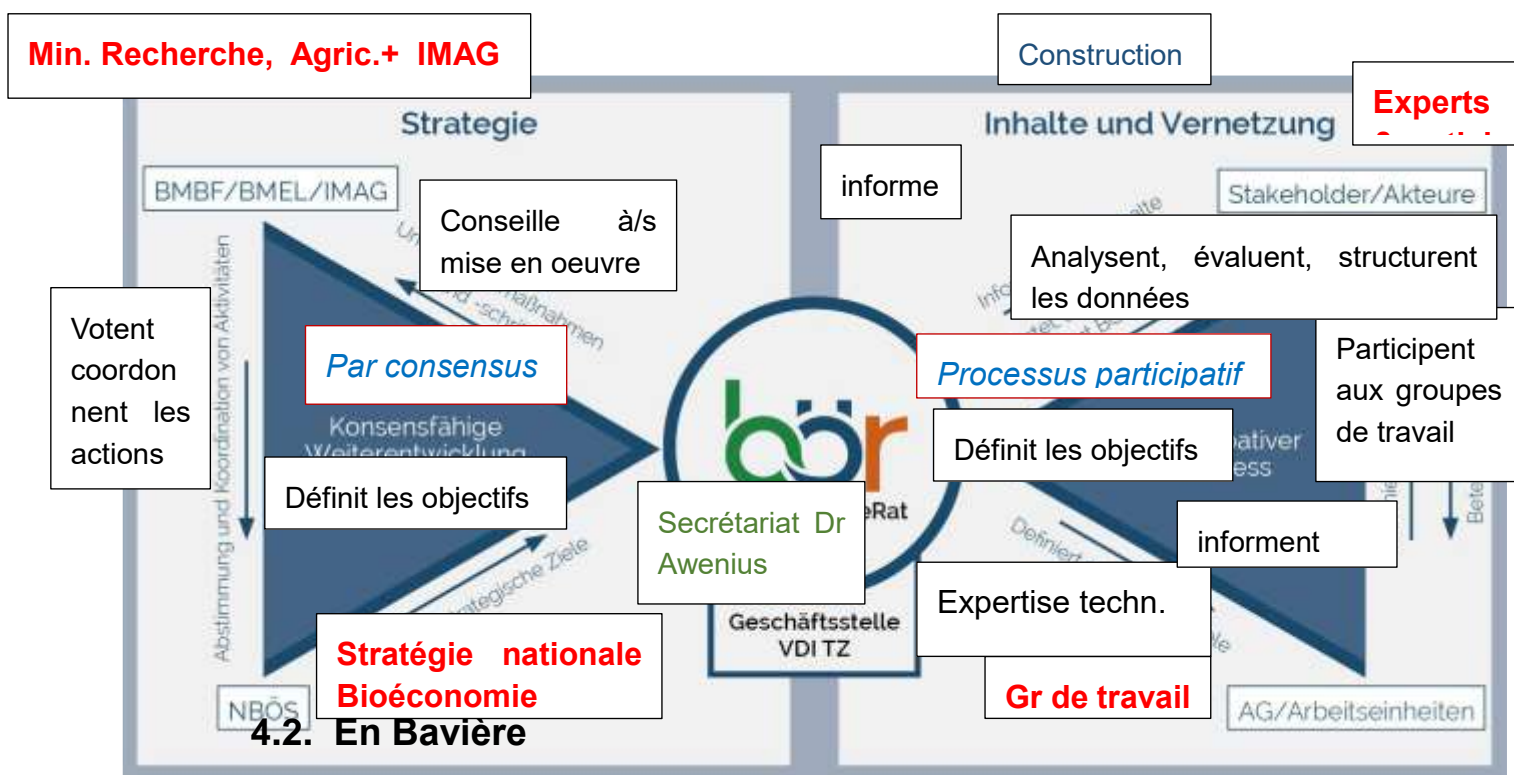 Min. Recherche, Agric.+ IMAG
Construction
Experts
Strategie
Inhalte und Vernetzung
BMBF/BMEL/IMAG
informe
Stakeholder/Akteure
Conseille à/s
mise en oeuvre
Analysent, évaluent, structurent
les données
Abstimmung und Koordination von Aktivitäten
Votent
coordon
nent les
actions
Par consensus
Processus participatif
Participent
aux groupes
de travail
Konsensfähige
Weiterentwicklung
bör
Définit les objectifs
Définit les objectifs
Secrétariat Dr
Awenius
informent
Definiert
Expertise techn.
Geschäftsstelle
VDI TZ
Stratégie nationale
Bioéconomie
Gr de travail
NBÖS
AG/Arbeitseinheiten
4.2. En Bavière